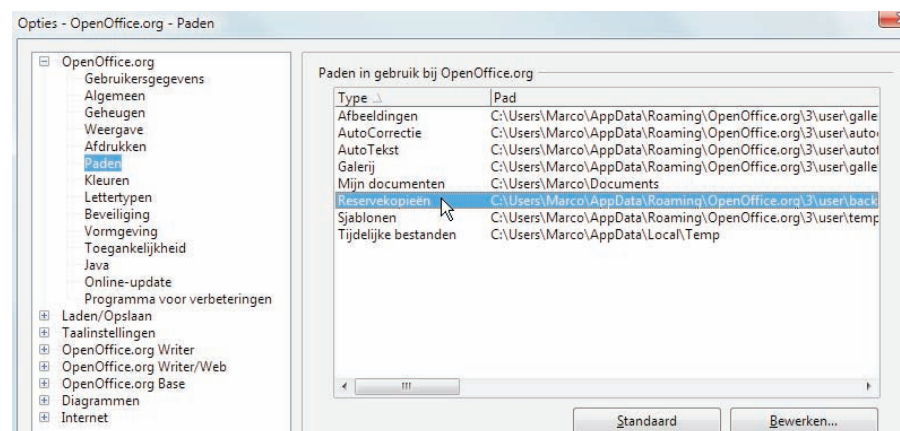 Opties - OpenOffice.org - Paden
OpenOffice.org
Gebruikersgegevens
Algemeen
Geheugen
Weergave
Afdrukken
Paden
Kleuren
Lettertypen
Beveiliging
Vormgeving
Toegankelijkheid
Java
Online-update
Programma voor verbeteringen
Laden/Opslaan
Taalinstellingen
OpenOffice.org Writer
OpenOffice.org Writer/Web
OpenOffice.org Base
Diagrammen
Internet
Paden in gebruik bij OpenOffice.org
Type Pad
Afbeeldingen C:\Users\Marco\AppData\Roaming\OpenOffice.org\3\user\galle
AutoCorrectie C:\Users\Marco\AppData\Roaming\OpenOffice.org\3\user\auto
AutoTekst C:\Users\Marco\AppData\Roaming\OpenOffice.org\3\user\autot
Galerij C:\Users\Marco\AppData\Roaming\OpenOffice.org\3\user\galle
Mijn documenten C:\Users\Marco\Documents
Reservekopieën C:\Users\Marco\AppData\Roaming\OpenOffice.org\3\user\back
Sjablonen C:\Users\Marco\AppData\Roaming\OpenOffice.org\3\user\temp
Tijdelijke bestanden C:\Users\Marco\AppData\Local\Temp
Standaard Bewerken...